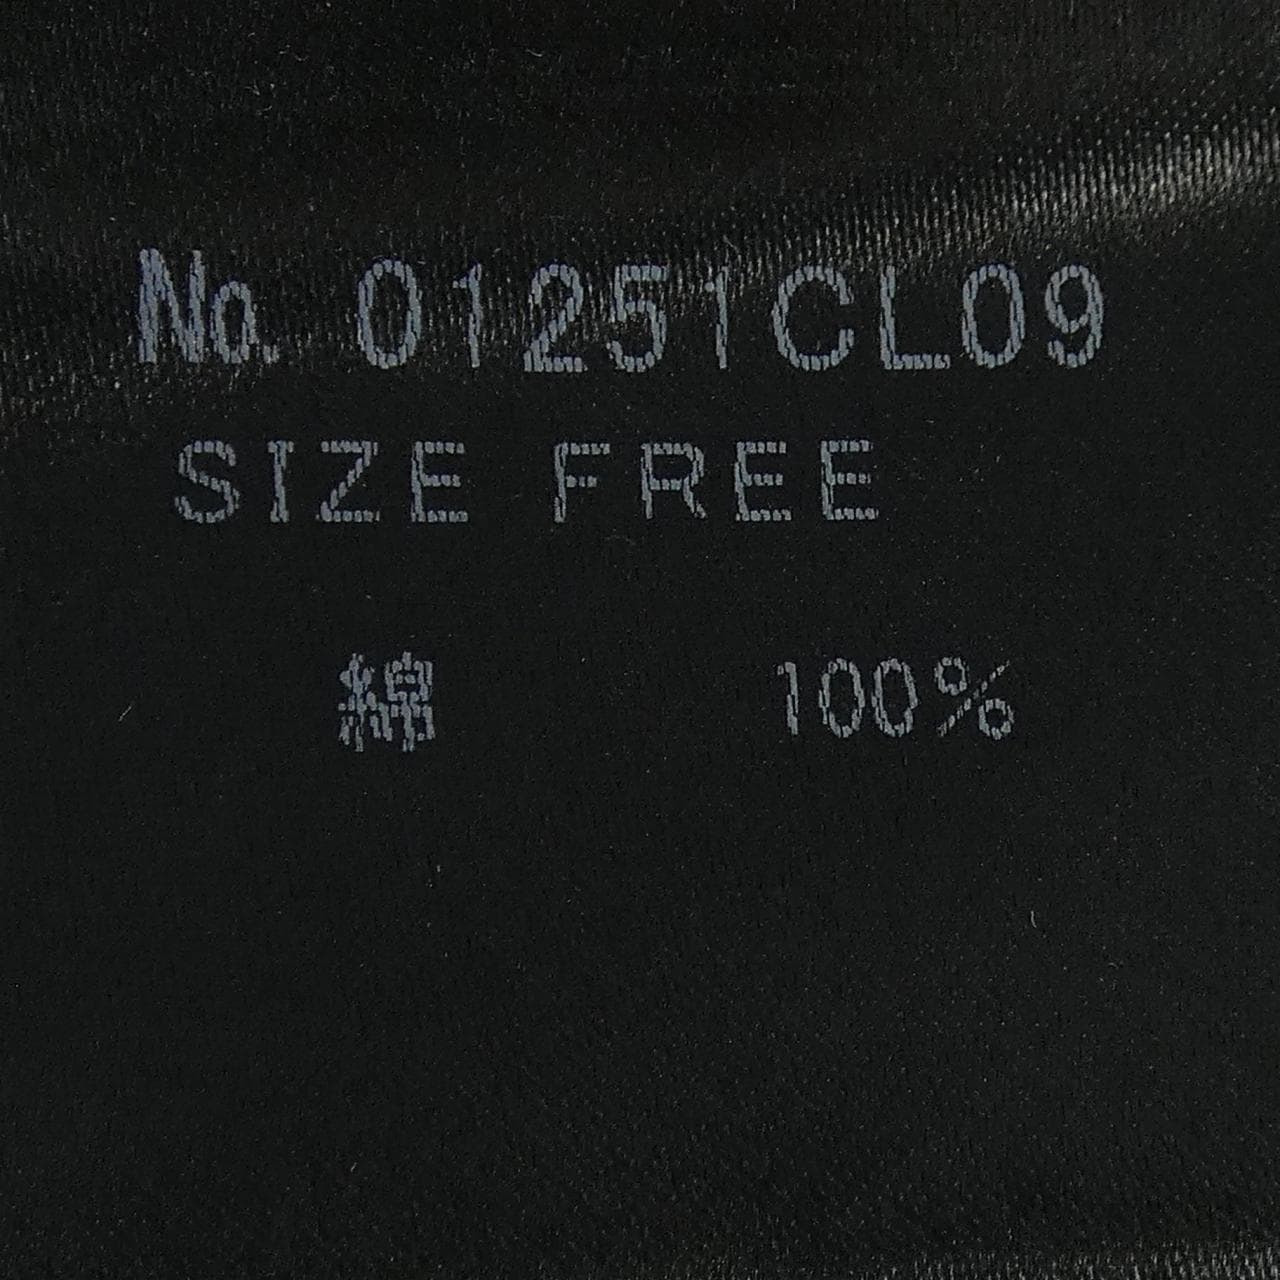 No. 01251CL09
SIZE FREE
綿 100%